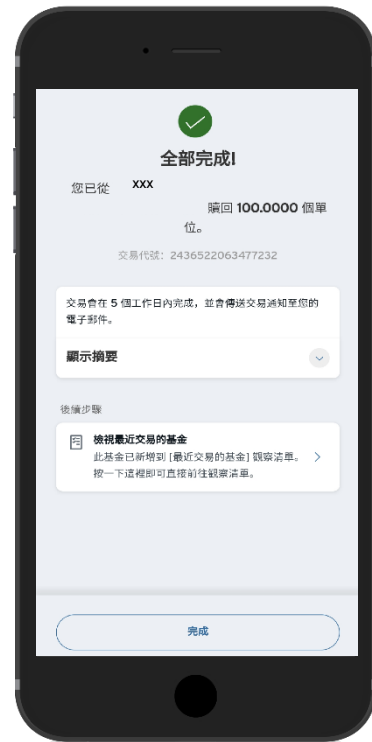 全部完成!
您已從 XXX
贖回 100.0000 個單
位。
交易代號: 2436522063477232
交易會在 5 個工作日內完成，並會傳送交易通知至您的
電子郵件。
顯示摘要
後續步驟
檢視最近交易的基金
此基金已新增到 [最近交易的基金] 觀察清單。
按一下這裡即可直接前往觀察清單。
完成